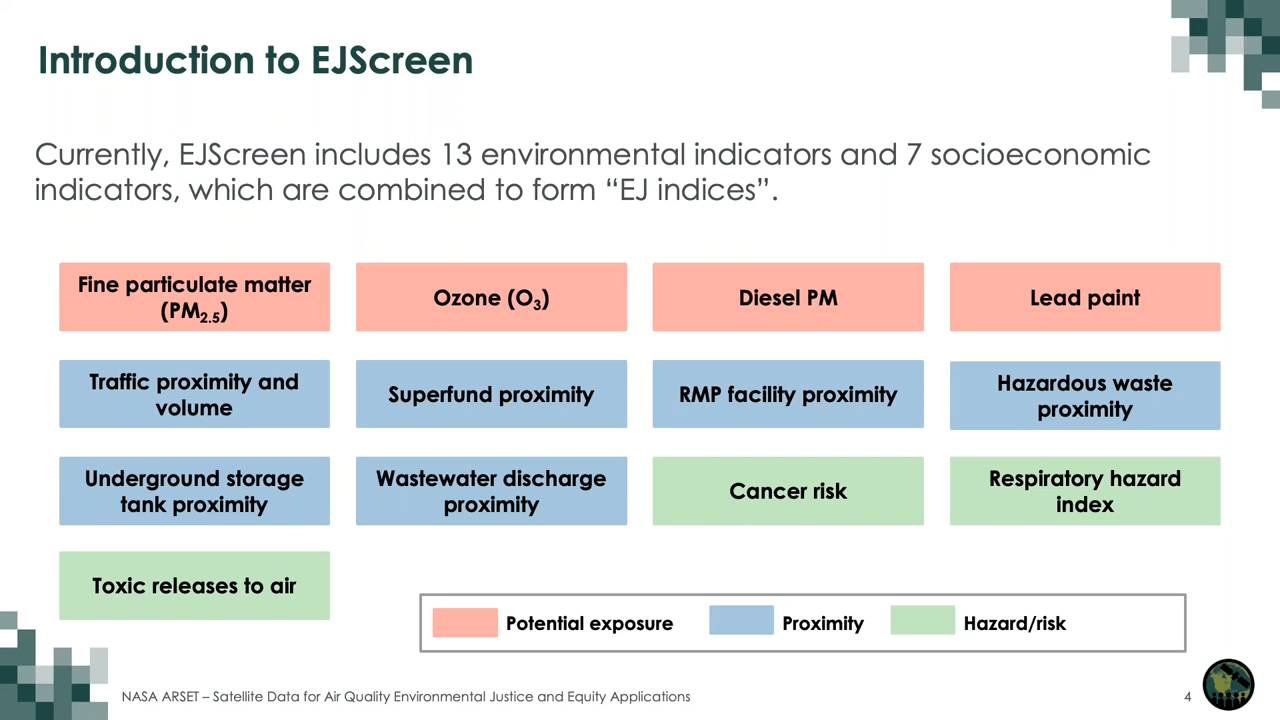 Introduction to EJScreen
Currently, EJScreen includes 13 environmental indicators and 7 socioeconomic
indicators, which are combined to form “EJ indices”.
Fine particulate matter
(PM2.5)
Ozone (O3)
Diesel PM
Lead paint
Traffic proximity and
volume
Superfund proximity
RMP facility proximity
Hazardous waste
proximity
Underground storage
tank proximity
Wastewater discharge
proximity
Cancer risk
Respiratory hazard
index
Toxic releases to air
Potential exposure
Proximity
Hazard/risk
NASA ARSET – Satellite Data for Air Quality Environmental Justice and Equity Applications
4